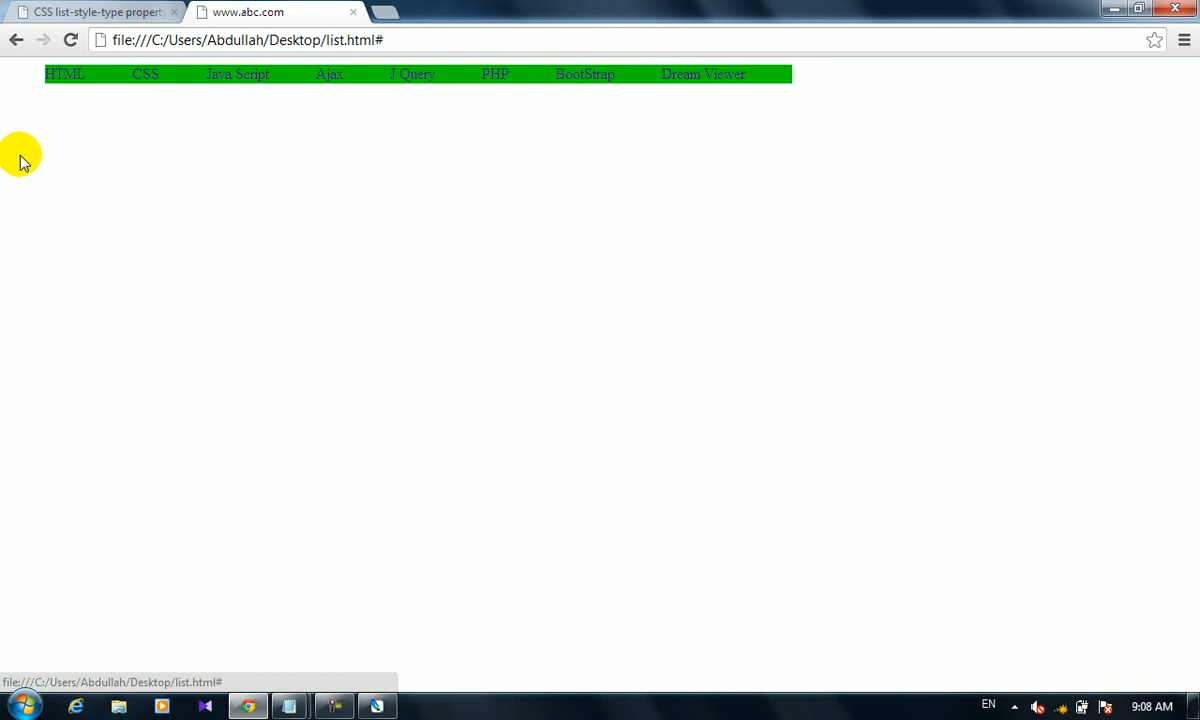 CSS list-style-type property
www.abc.com
file:///C:/Users/Abdullah/Desktop/list.html#
HTML CSS Java Script Ajax J Query PHP BootStrap Dream Viewer
file:///C:/Users/Abdullah/Desktop/list.html#
EN 9:08 AM